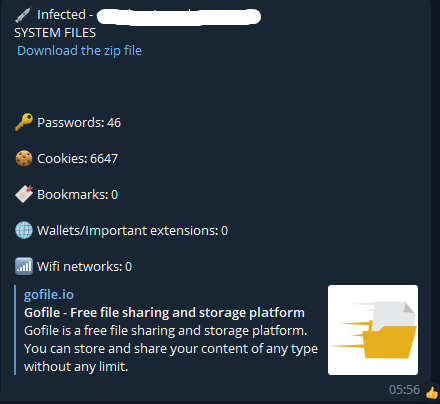 Infected -
SYSTEM FILES
Download the zip file
Passwords: 46
Cookies: 6647
Bookmarks: 0
Wallets/Important extensions: 0
Wifi networks: 0
gofile.io
Gofile - Free file sharing and storage platform
Gofile is a free file sharing and storage platform.
You can store and share your content of any type
without any limit.
05:56